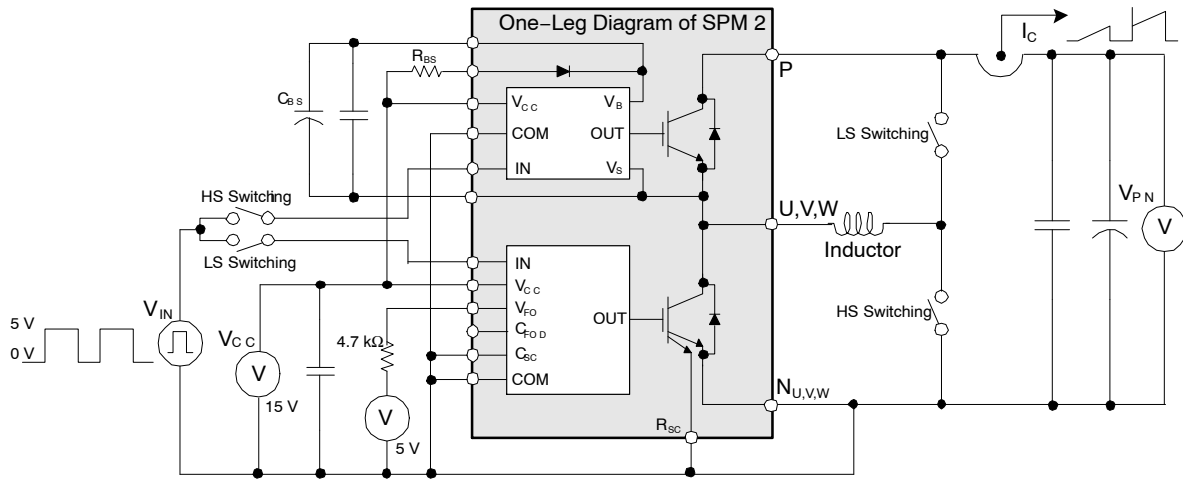 One–Leg Diagram of SPM 2
I_C
R_BS
P
C_BS
V_CC
V_B
COM
OUT
LS Switching
IN
V_S
HS Switching
U,V,W
V_PN
V
LS Switching
Inductor
IN
V_CC
V_IN
V_FO
OUT
HS Switching
5 V
C_FOD
0 V
V_CC
4.7 kΩ
C_SC
V
COM
N_U,V,W
15 V
V
R_SC
5 V